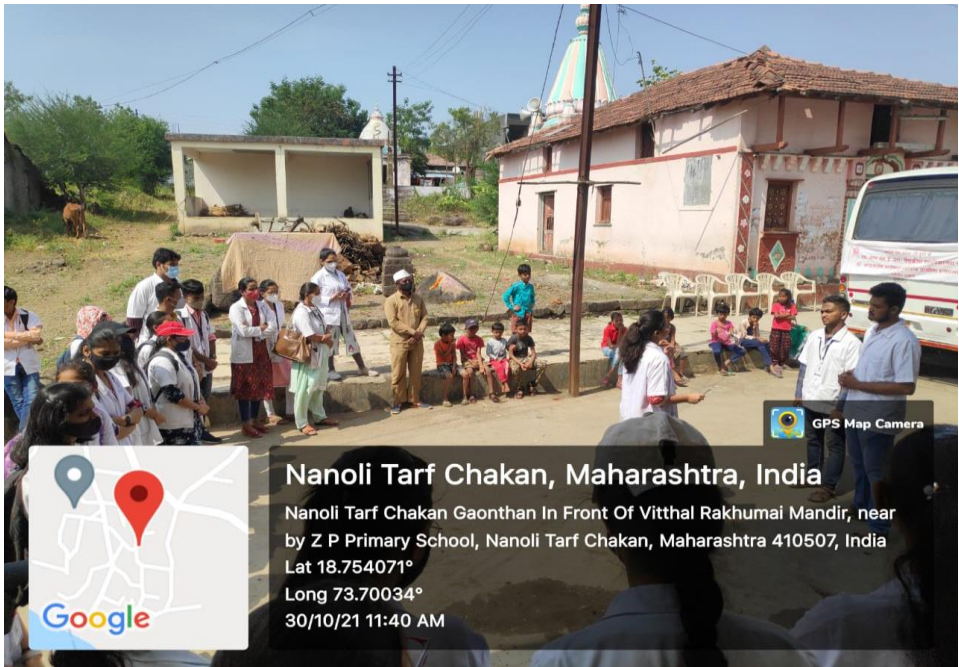 GPS Map Camera
Nanoli Tarf Chakan, Maharashtra, India
Nanoli Tarf Chakan Gaonthan In Front Of Vitthal Rakhumai Mandir, near
by Z P Primary School, Nanoli Tarf Chakan, Maharashtra 410507, India
Lat 18.754071°
Long 73.70034°
30/10/21 11:40 AM
Google